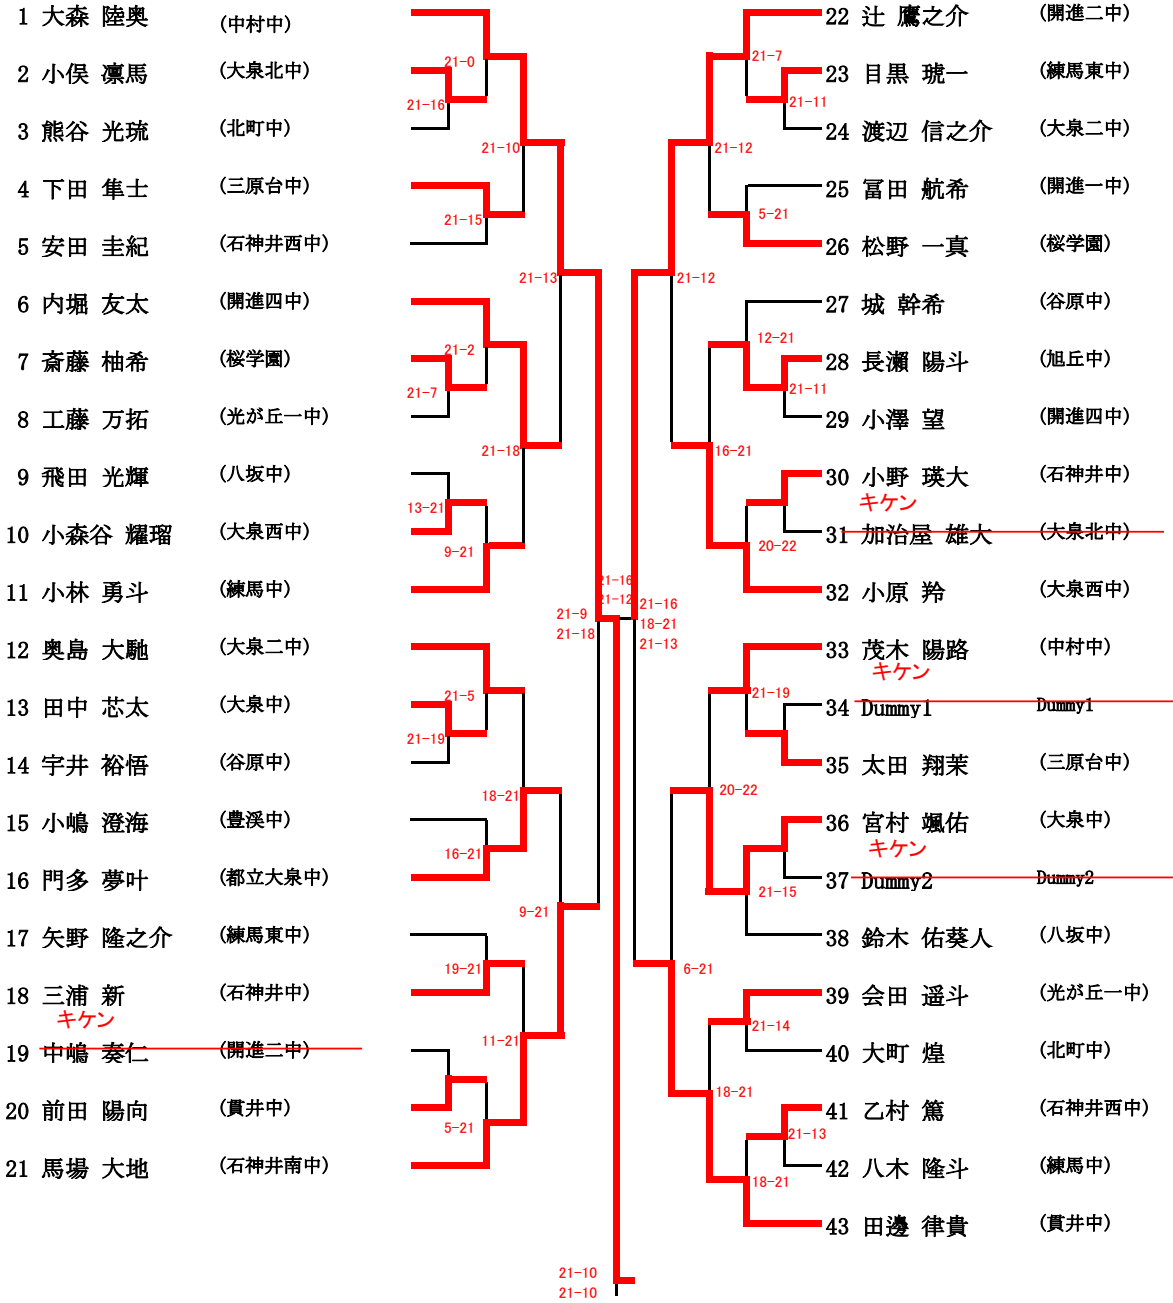 1 大森 陸奥 (中村中)
2 小俣 凛馬 (大泉北中)
3 熊谷 光琉 (北町中)
4 下田 隼士 (三原台中)
5 安田 圭紀 (石神井西中)
6 内堀 友太 (開進四中)
7 斎藤 柚希 (桜学園)
8 工藤 万拓 (光が丘一中)
9 飛田 光輝 (八坂中)
10 小森谷 耀瑠 (大泉西中)
11 小林 勇斗 (練馬中)
12 奥島 大馳 (大泉二中)
13 田中 芯太 (大泉中)
14 宇井 裕悟 (谷原中)
15 小嶋 澄海 (豊渓中)
16 門多 夢叶 (都立大泉中)
17 矢野 隆之介 (練馬東中)
18 三浦 新 (石神井中)
キケン
19 中嶋 奏仁 (開進三中)
20 前田 陽向 (貫井中)
21 馬場 大地 (石神井南中)
21-0
21-16
21-10
21-15
21-13
21-2
21-7
21-18
13-21
9-21
21-9
21-18
21-5
21-19
18-21
16-21
9-21
19-21
11-21
5-21
21-16
21-12
21-16
18-21
21-13
21-10
21-10
22 辻 鷹之介 (開進二中)
23 目黒 琥一 (練馬東中)
24 渡辺 信之介 (大泉二中)
25 冨田 航希 (開進一中)
26 松野 一真 (桜学園)
27 城 幹希 (谷原中)
28 長瀬 陽斗 (旭丘中)
29 小澤 望 (開進四中)
30 小野 瑛大 (石神井中)
キケン
31 加治屋 雄大 (大泉北中)
32 小原 羚 (大泉西中)
33 茂木 陽路 (中村中)
キケン
34 Dummy1 Dummy1
35 太田 翔茉 (三原台中)
36 宮村 颯佑 (大泉中)
キケン
37 Dummy2 Dummy2
38 鈴木 佑葵人 (八坂中)
39 会田 遥斗 (光が丘一中)
40 大町 煌 (北町中)
41 乙村 篤 (石神井西中)
42 八木 隆斗 (練馬中)
43 田邊 律貴 (貫井中)
21-7
21-11
21-12
5-21
21-12
12-21
21-11
16-21
20-22
21-19
20-22
21-15
6-21
21-14
18-21
21-13
18-21